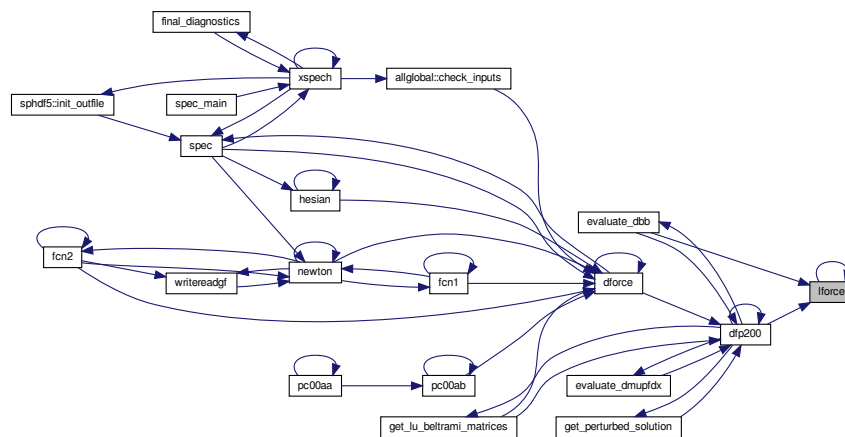 final_diagnostics
xspech
allglobal::check_inputs
sphdf5::init_outfile
spec_main
spec
hesian
evaluate_dbb
fcn2
newton
writereadgf
fcn1
dforce
lforce
dfp200
pc00aa
pc00ab
evaluate_dmupfdx
get_lu_beltrami_matrices
get_perturbed_solution